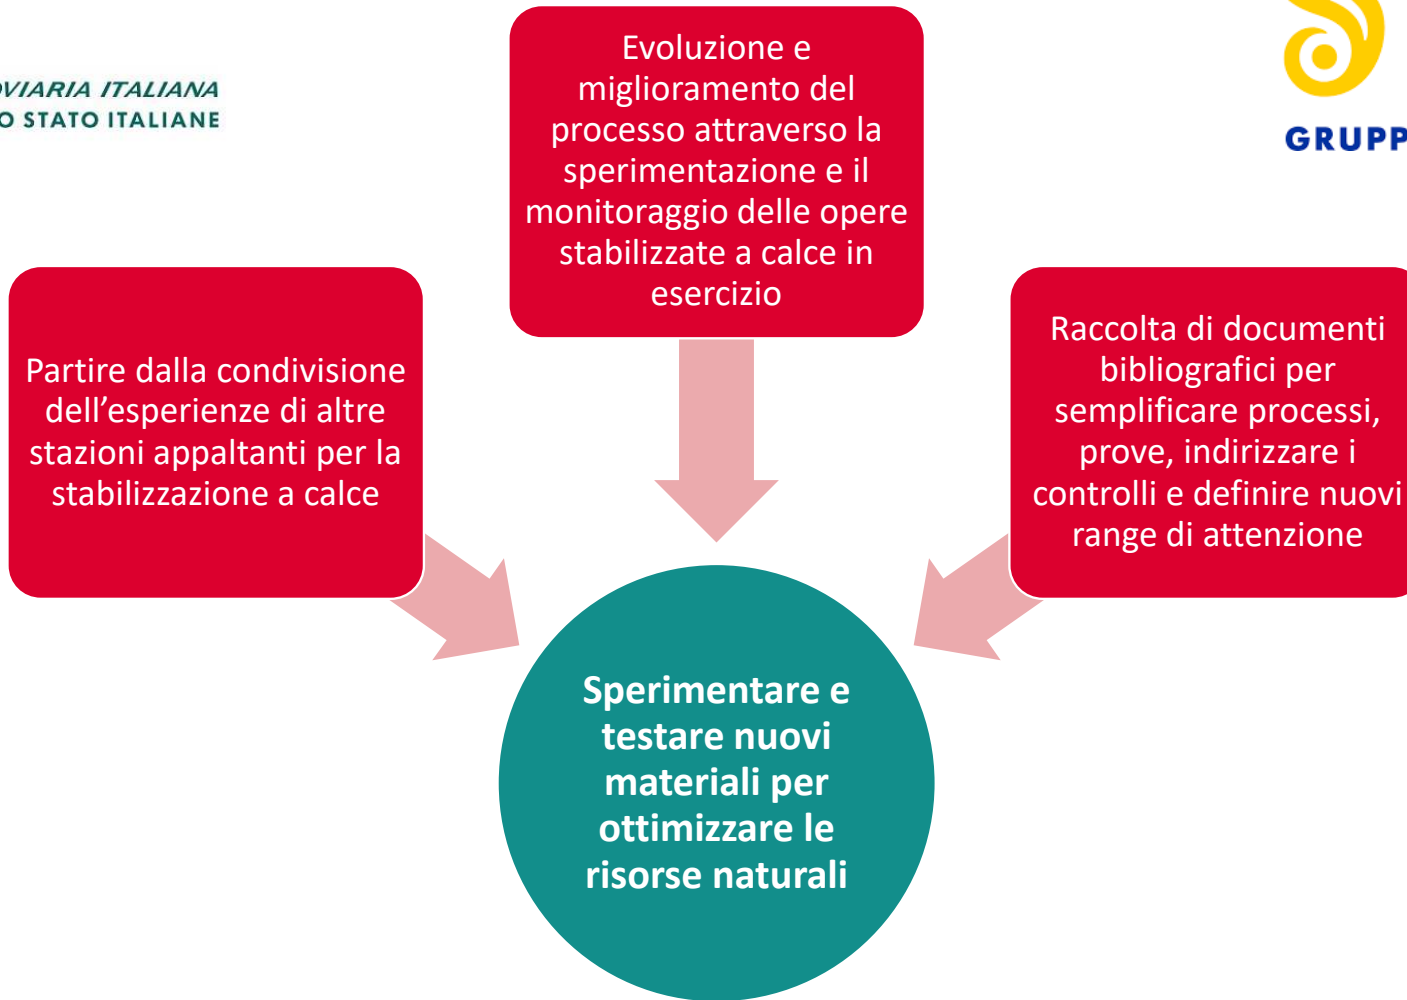 OVIARIA ITALIANA
O STATO ITALIANE
GRUPP
Evoluzione e
miglioramento del
processo attraverso la
sperimentazione e il
monitoraggio delle opere
stabilizzate a calce in
esercizio
Partire dalla condivisione
dell’esperienze di altre
stazioni appaltanti per la
stabilizzazione a calce
Raccolta di documenti
bibliografici per
semplificare processi,
prove, indirizzare i
controlli e definire nuovi
range di attenzione
Sperimentare e
testare nuovi
materiali per
ottimizzare le
risorse naturali